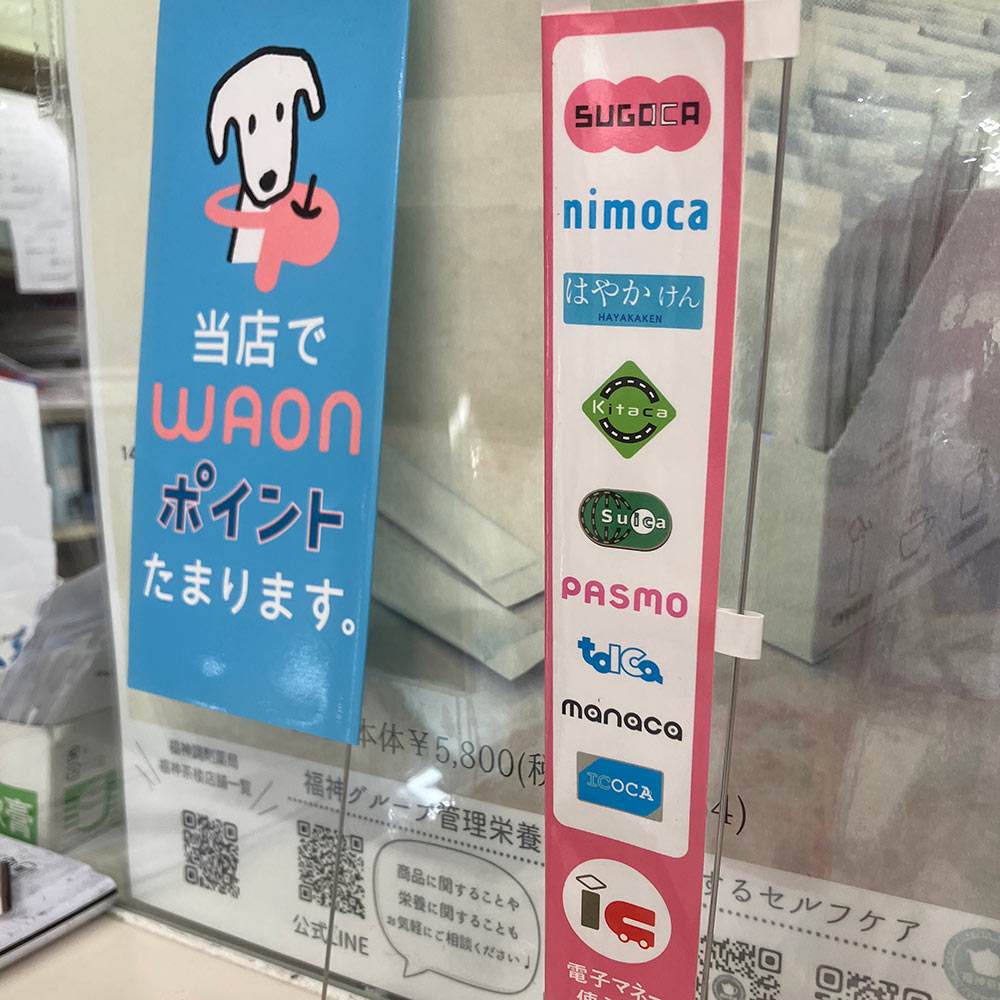 当店で
WAON
ポイント
たまります。
SUGOCA
nimoca
はやかけん
HAYAKAKEN
Kitaca
Suica
PASMO
toICa
manaca
ICOCA
IC
電子マネー
本体￥5,800(税
4)
福神調剤薬局
福神茶楼店舗一覧
福神グループ管理栄養
するセルフケア
公式LINE
商品に関することや
栄養に関することも
お気軽にご相談ください♩
膏
14